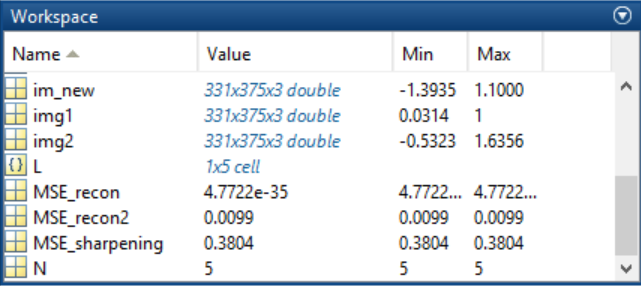 Workspace
Name Value Min Max
im_new 331x375x3 double -1.3935 1.1000
img1 331x375x3 double 0.0314 1
img2 331x375x3 double -0.5323 1.6356
{} L 1x5 cell
MSE_recon 4.7722e-35 4.7722... 4.7722...
MSE_recon2 0.0099 0.0099 0.0099
MSE_sharpening 0.3804 0.3804 0.3804
N 5 5 5